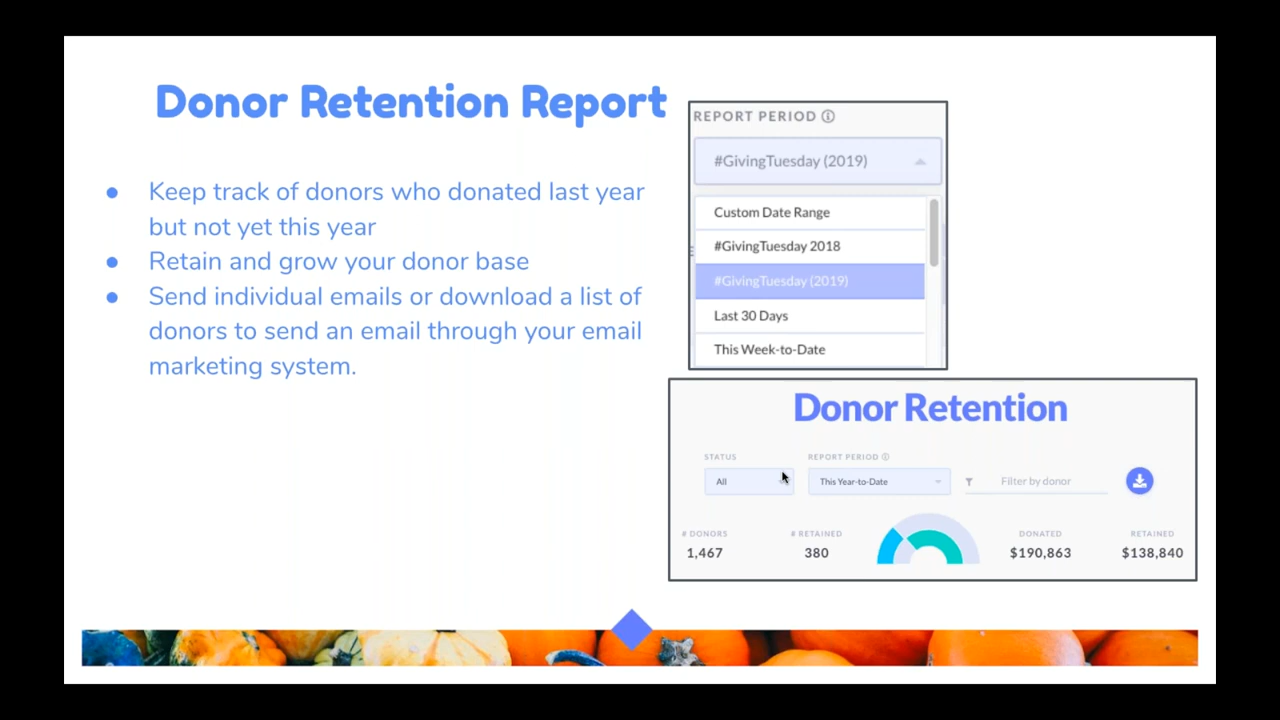 Donor Retention Report
● Keep track of donors who donated last year
but not yet this year
● Retain and grow your donor base
● Send individual emails or download a list of
donors to send an email through your email
marketing system.
REPORT PERIOD
#GivingTuesday (2019)
Custom Date Range
#GivingTuesday 2018
#GivingTuesday (2019)
Last 30 Days
This Week-to-Date
Donor Retention
STATUS REPORT PERIOD
All This Year-to-Date Filter by donor
# DONORS # RETAINED DONATED RETAINED
1,467 380 $190,863 $138,840